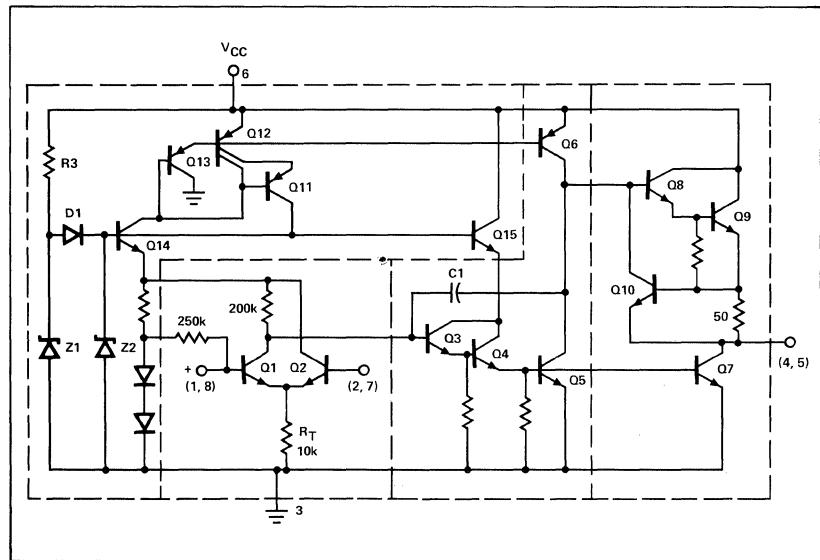 VCC
6
Q12
Q6
R3
Q13
Q11
Q8
Q9
D1
Q14
Q15
C1
Q10
200k
50
250k
Z1
Z2
Q3
Q4
+
(1, 8)
Q1
Q2
(2, 7)
Q5
Q7
(4, 5)
RT
10k
3